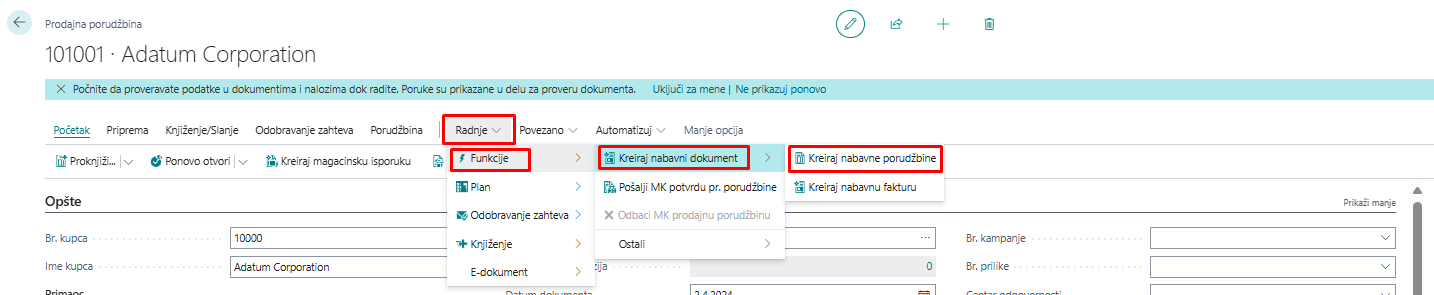 Prodajna porudžbina
101001 · Adatum Corporation
Počnite da proveravate podatke u dokumentima i nalozima dok radite. Poruke su prikazane u delu za proveru dokumenta. Uključi za mene | Ne prikazuj ponovo
Početak Priprema Knjiženje/Slanje Odobravanje zahteva Porudžbina Radnje Povezano Automatizuj Manje opcija
Proknjiži... Ponovo otvori Kreiraj magacinsku isporuku
Funkcije
Plan
Odobravanje zahteva
Knjiženje
E-dokument
Kreiraj nabavni dokument
Pošalji MK potvrdu pr. porudžbine
Odbaci MK prodajnu porudžbinu
Ostali
Kreiraj nabavne porudžbine
Kreiraj nabavnu fakturu
Opšte
Prikaži manje
Br. kupca 10000 ...
Ime kupca Adatum Corporation
zija 0
Datum dokumenta 2.4.2024
Br. kampanje
Br. prilike
Centar odgovornosti
Primaoc